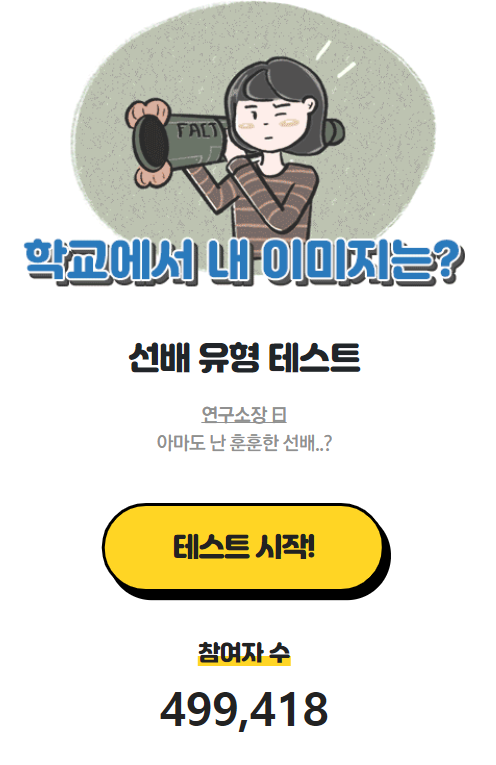 FACT
학교에서 내 이미지는?
선배 유형 테스트
연구소장 曰
아마도 난 훈훈한 선배..?
테스트 시작!
참여자 수
499,418